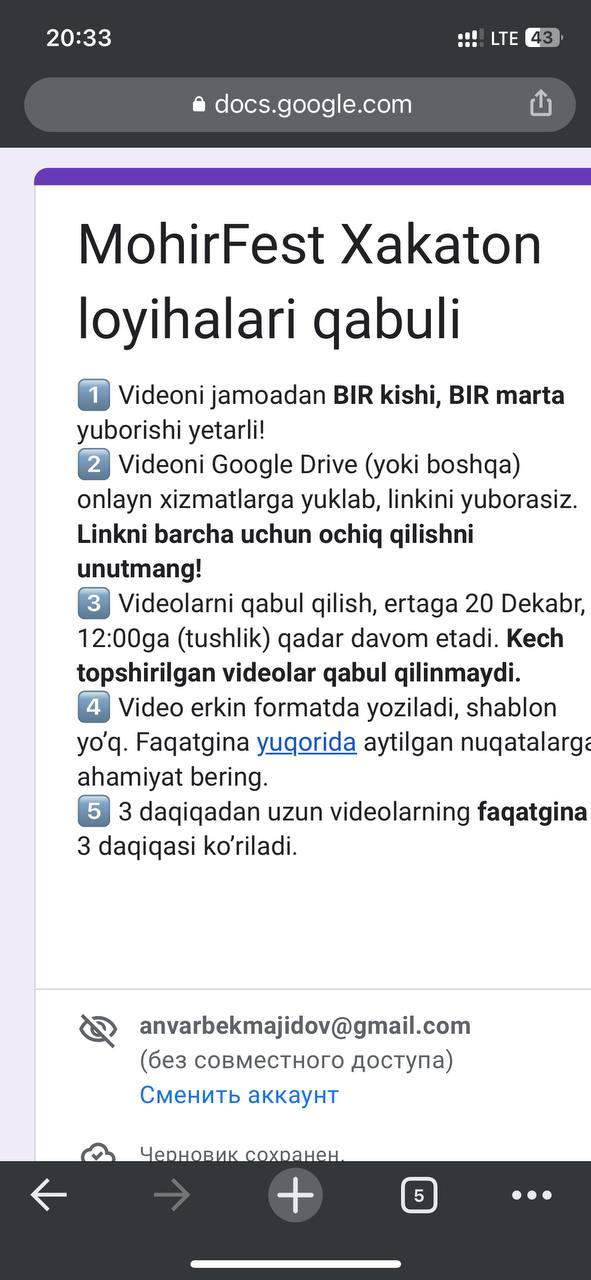 20:33
LTE 43
docs.google.com
MohirFest Xakaton
loyihalari qabuli
1 Videoni jamoadan BIR kishi, BIR marta
yuborishi yetarli!
2 Videoni Google Drive (yoki boshqa)
onlayn xizmatlarga yuklab, linkini yuborasiz.
Linkni barcha uchun ochiq qilishni
unutmang!
3 Videolarni qabul qilish, ertaga 20 Dekabr,
12:00ga (tushlik) qadar davom etadi. Kech
topshirilgan videolar qabul qilinmaydi.
4 Video erkin formatda yoziladi, shablon
yo’q. Faqatgina yuqorida aytilgan nuqatalarga
ahamiyat bering.
5 3 daqiqadan uzun videolarning faqatgina
3 daqiqasi ko’riladi.
anvarbekmajidov@gmail.com
(без совместного доступа)
Сменить аккаунт
Черновик сохранен.
5